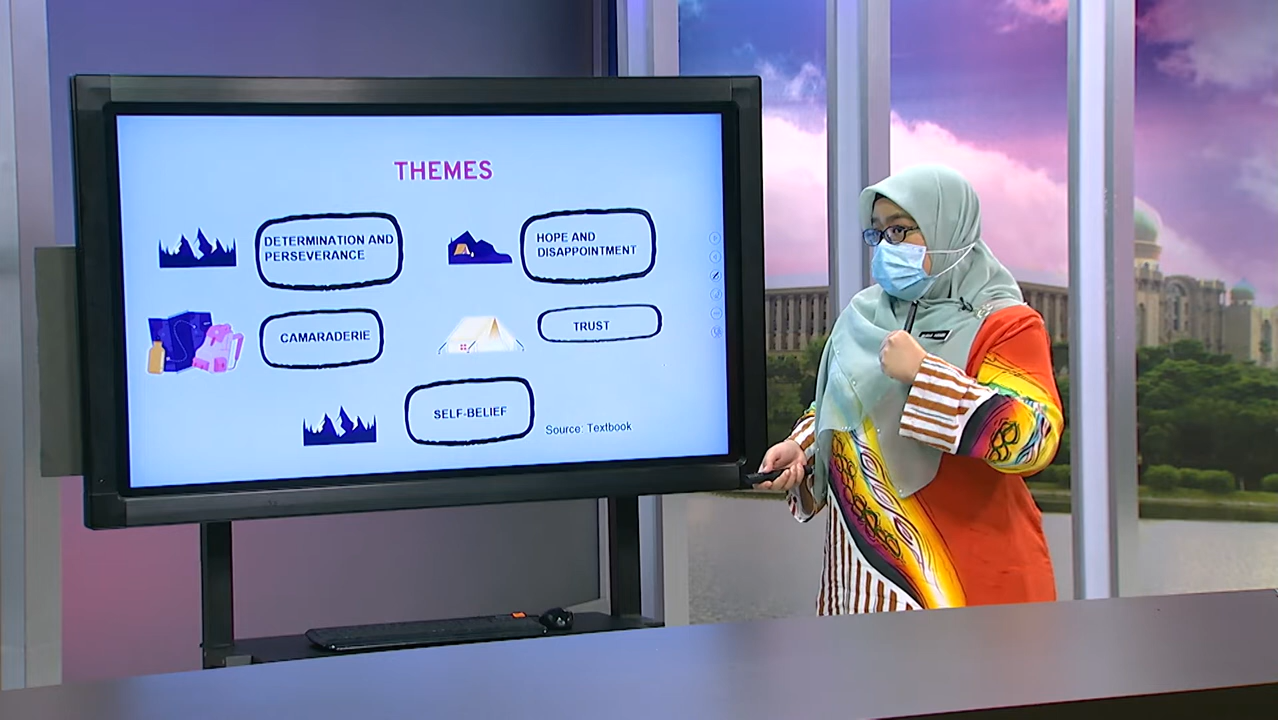 THEMES
DETERMINATION AND
PERSEVERANCE
HOPE AND
DISAPPOINTMENT
CAMARADERIE
TRUST
SELF-BELIEF
Source: Textbook